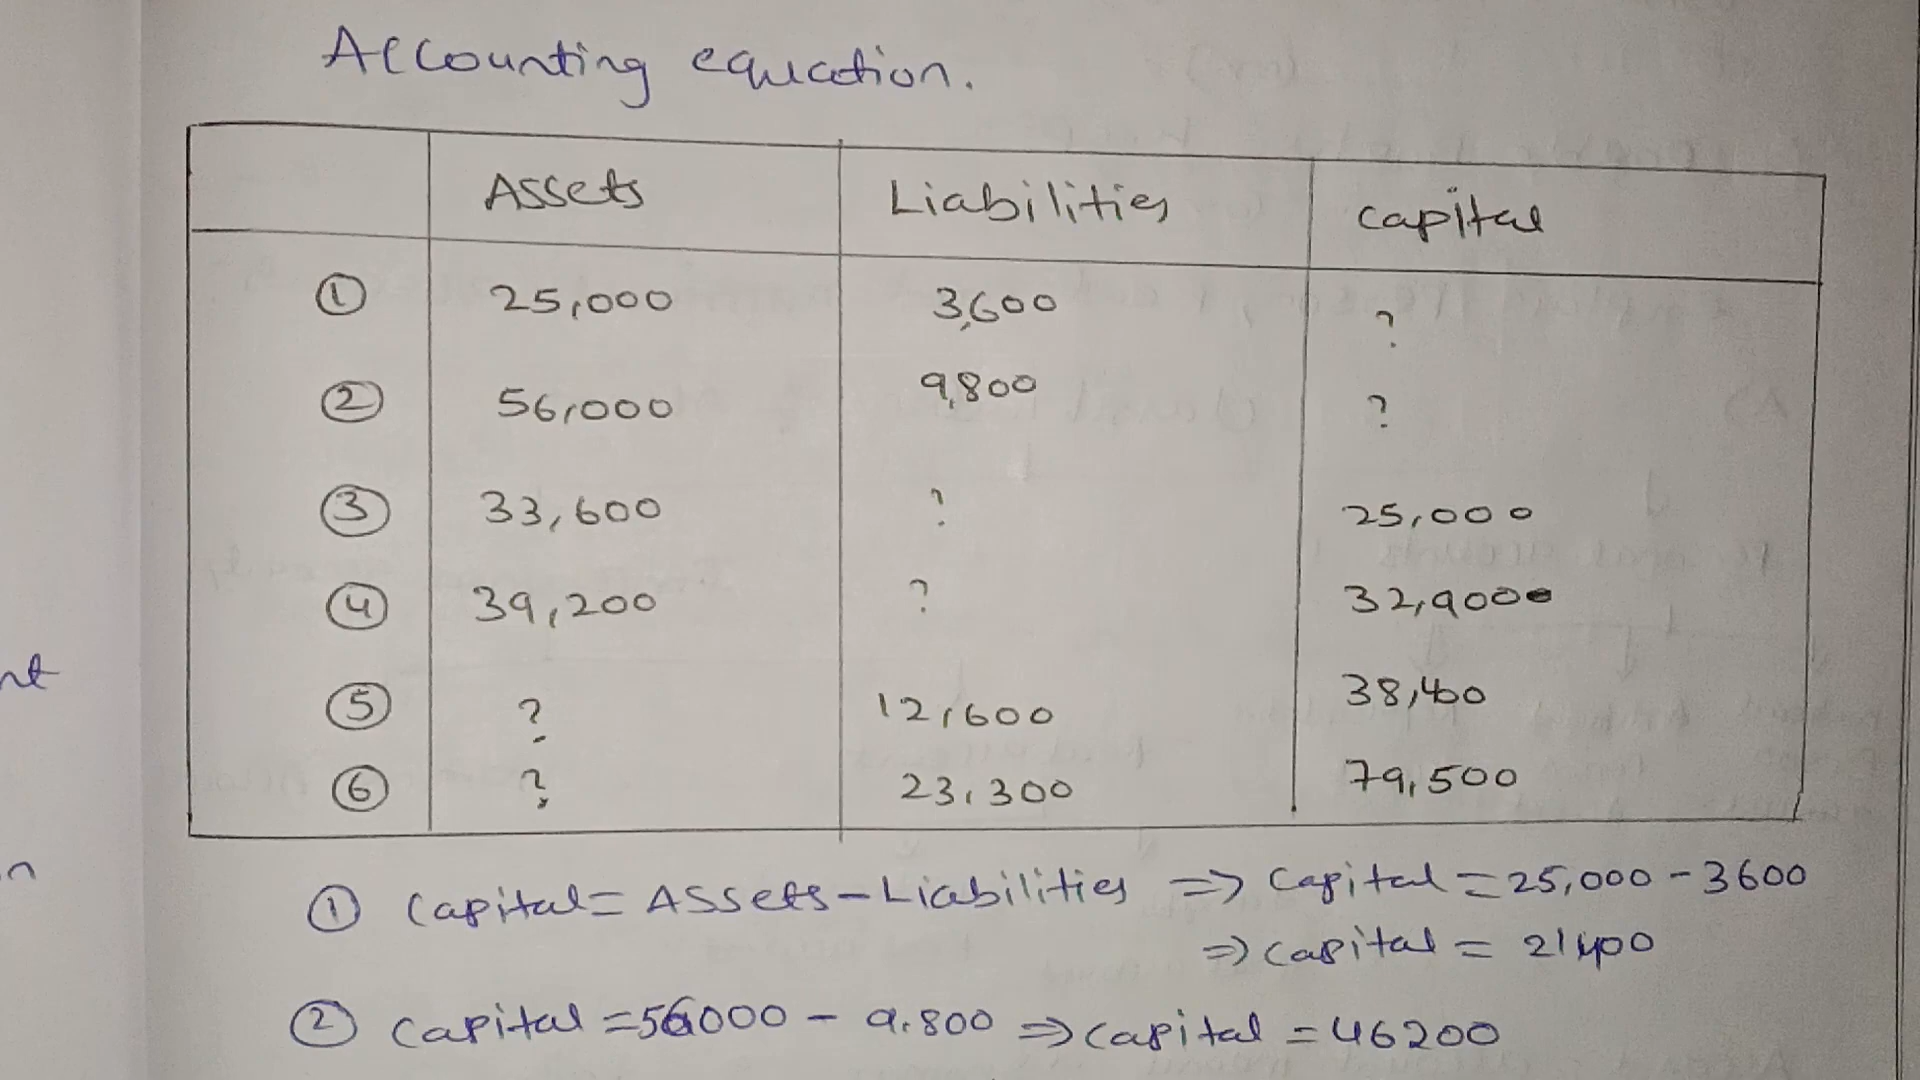 Accounting equation.
Assets Liabilities capital
① 25,000 3,600 ?
② 56,000 9,800 ?
③ 33,600 ? 25,000
④ 39,200 ? 32,900
⑤ ? 12,600 38,400
⑥ ? 23,300 79,500
① Capital = Assets - Liabilities => Capital = 25,000 - 3600
=> capital = 21400
② Capital = 56000 - 9.800 => capital = 46200